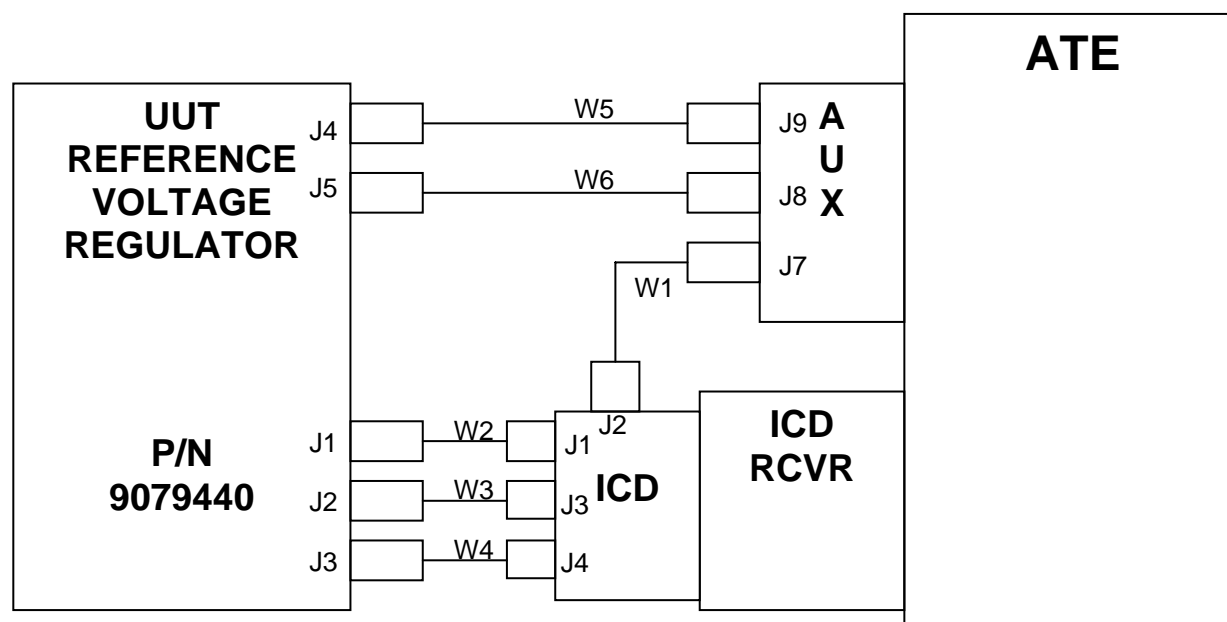 ATE
UUT
REFERENCE
VOLTAGE
REGULATOR
J4
J5
W5
W6
J9
J8
J7
A
U
X
W1
P/N
9079440
J1
J2
J3
W2
W3
W4
J2
J1
J3
J4
ICD
ICD
RCVR